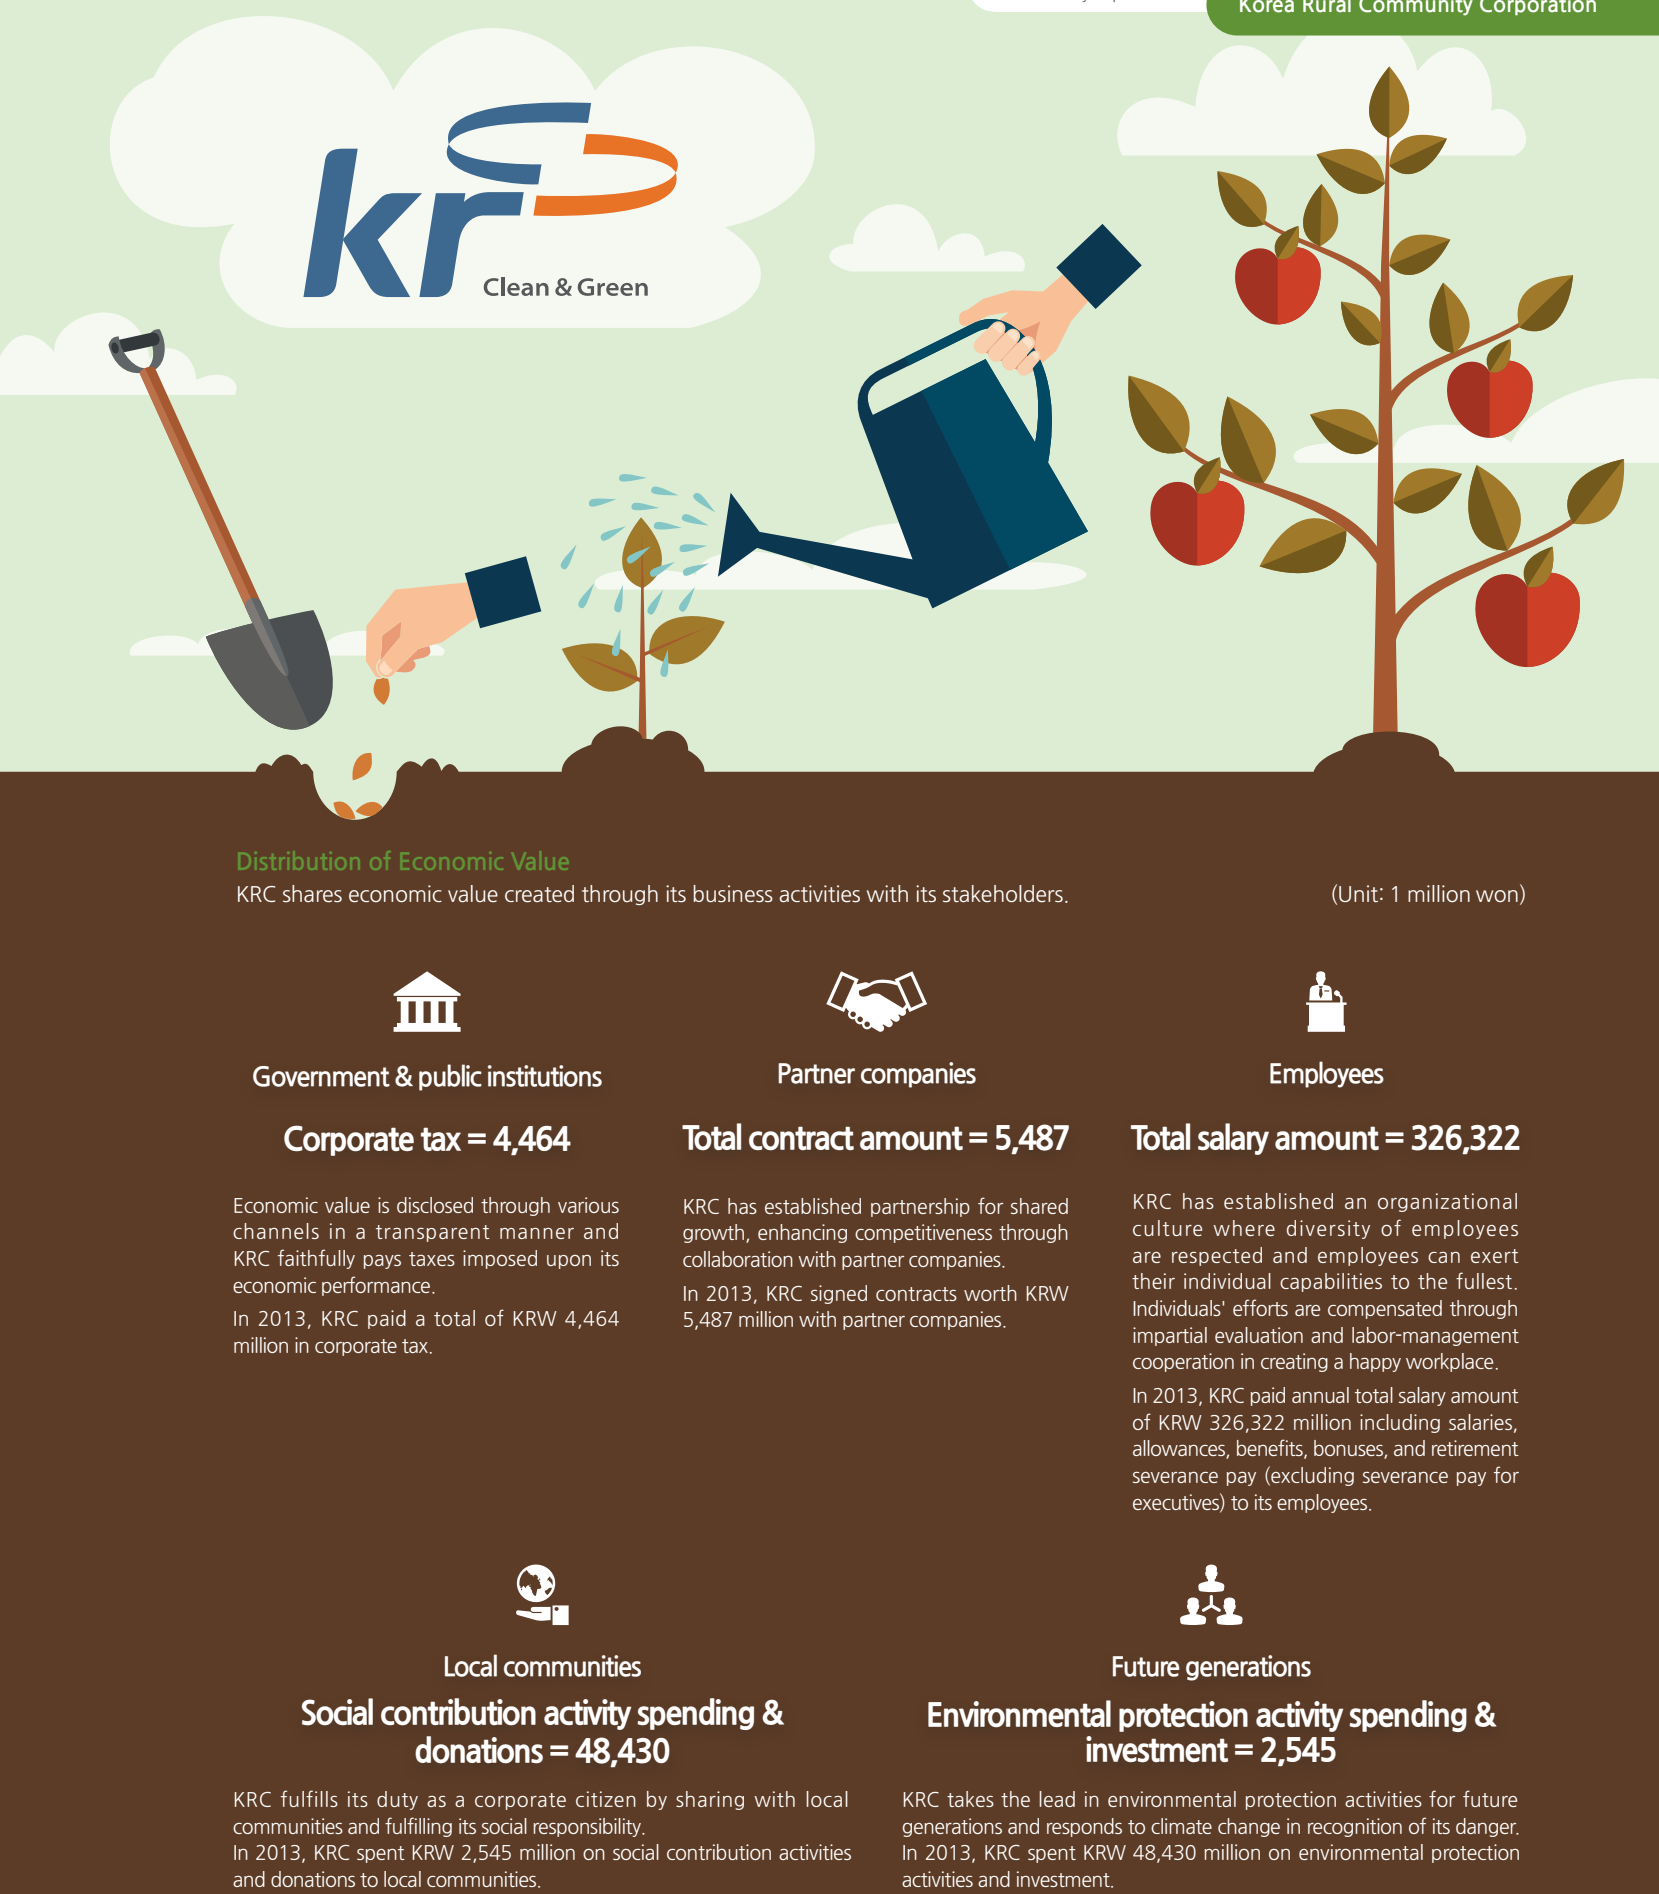 Korea Rural Community Corporation
kr
Clean & Green
Distribution of Economic Value
KRC shares economic value created through its business activities with its stakeholders.
(Unit: 1 million won)
Government & public institutions
Corporate tax = 4,464
Economic value is disclosed through various
channels in a transparent manner and
KRC faithfully pays taxes imposed upon its
economic performance.
In 2013, KRC paid a total of KRW 4,464
million in corporate tax.
Partner companies
Total contract amount = 5,487
KRC has established partnership for shared
growth, enhancing competitiveness through
collaboration with partner companies.
In 2013, KRC signed contracts worth KRW
5,487 million with partner companies.
Employees
Total salary amount = 326,322
KRC has established an organizational
culture where diversity of employees
are respected and employees can exert
their individual capabilities to the fullest.
Individuals' efforts are compensated through
impartial evaluation and labor-management
cooperation in creating a happy workplace.
In 2013, KRC paid annual total salary amount
of KRW 326,322 million including salaries,
allowances, benefits, bonuses, and retirement
severance pay (excluding severance pay for
executives) to its employees.
Local communities
Social contribution activity spending &
donations = 48,430
KRC fulfills its duty as a corporate citizen by sharing with local
communities and fulfilling its social responsibility.
In 2013, KRC spent KRW 2,545 million on social contribution activities
and donations to local communities.
Future generations
Environmental protection activity spending &
investment = 2,545
KRC takes the lead in environmental protection activities for future
generations and responds to climate change in recognition of its danger.
In 2013, KRC spent KRW 48,430 million on environmental protection
activities and investment.